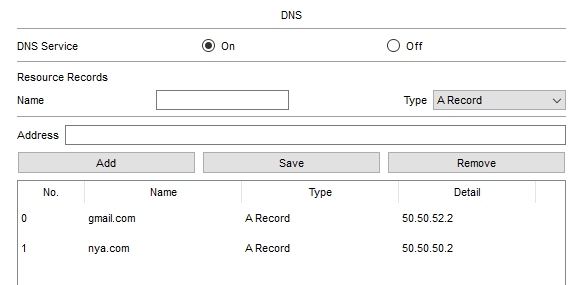 DNS
DNS Service On Off
Resource Records
Name Type A Record
Address
Add Save Remove
No. Name Type Detail
0 gmail.com A Record 50.50.52.2
1 nya.com A Record 50.50.50.2